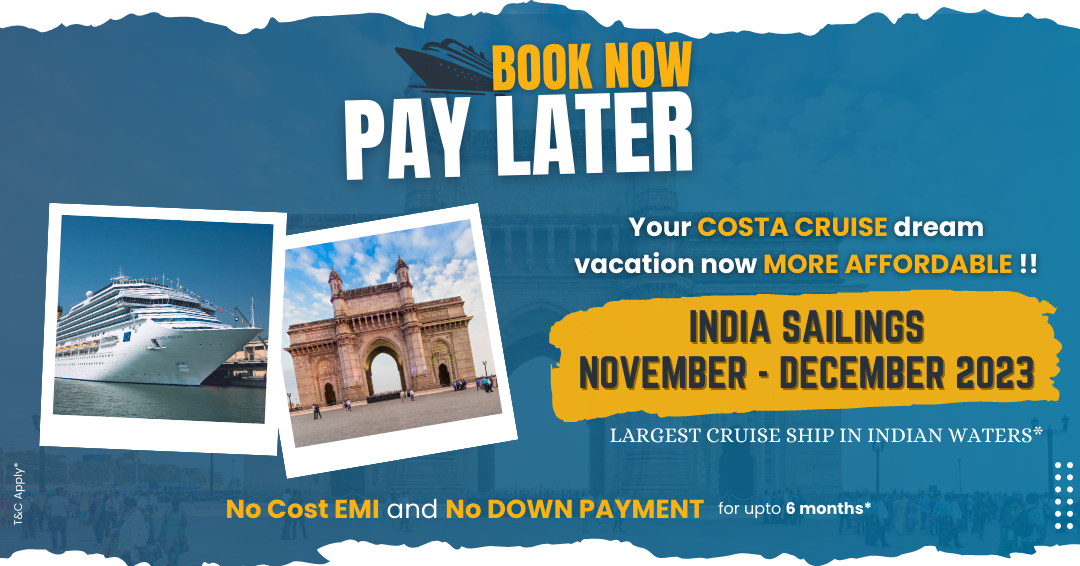 BOOK NOW
PAY LATER
Your COSTA CRUISE dream
vacation now MORE AFFORDABLE !!
INDIA SAILINGS
NOVEMBER - DECEMBER 2023
LARGEST CRUISE SHIP IN INDIAN WATERS*
No Cost EMI and No DOWN PAYMENT for upto 6 months*
T&C Apply*